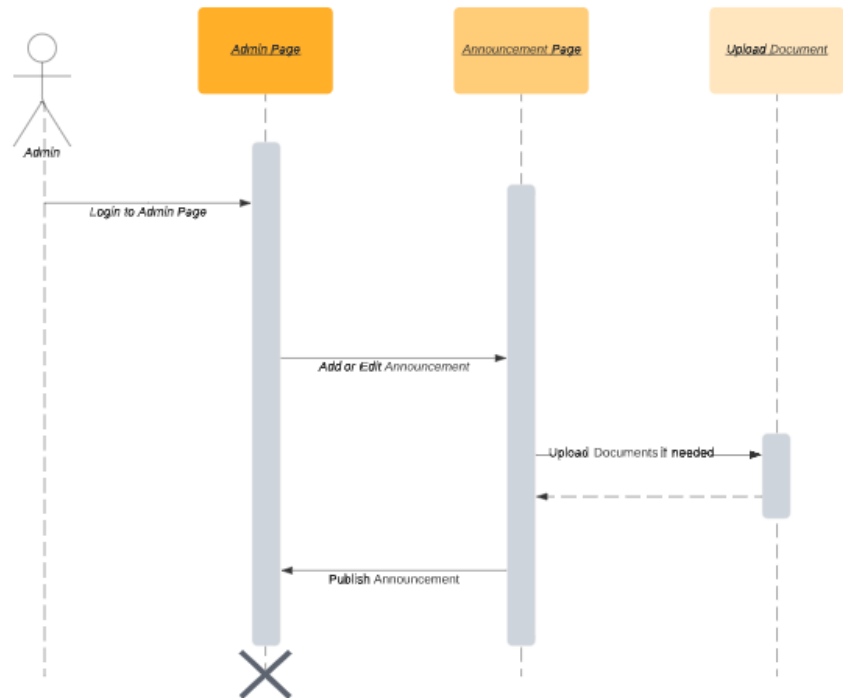 Admin Page
Announcement Page
Upload Document
Admin
Login to Admin Page
Add or Edit Announcement
Upload Documents if needed
Publish Announcement